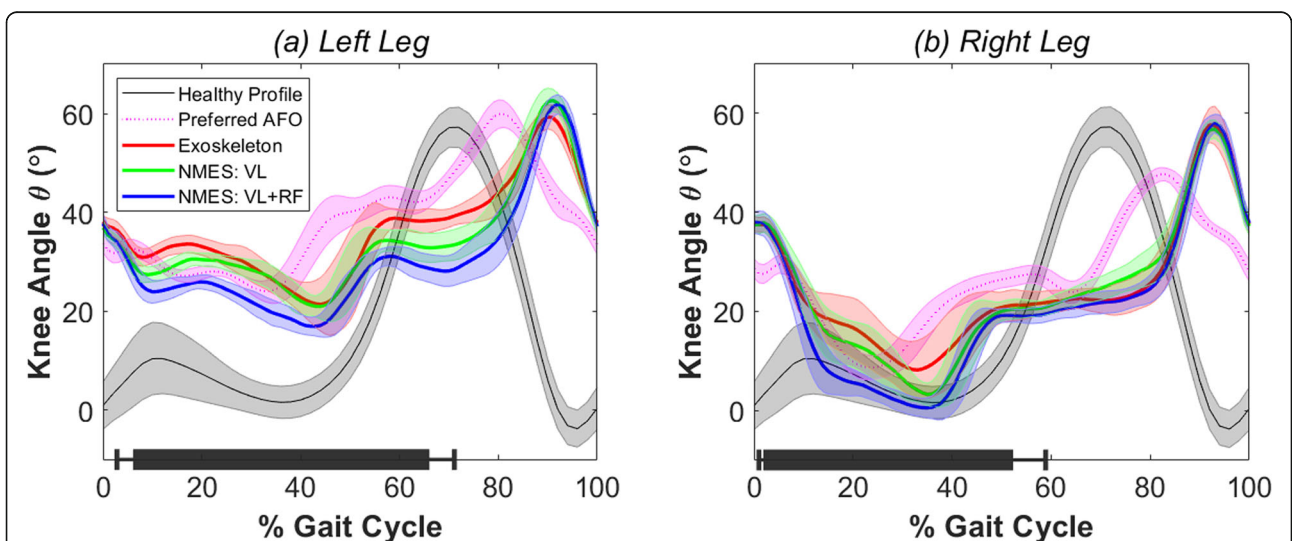 (a) Left Leg
Knee Angle θ (°)
60
40
20
0
Healthy Profile
Preferred AFO
Exoskeleton
NMES: VL
NMES: VL+RF
0 20 40 60 80 100
% Gait Cycle
(b) Right Leg
Knee Angle θ (°)
60
40
20
0
0 20 40 60 80 100
% Gait Cycle